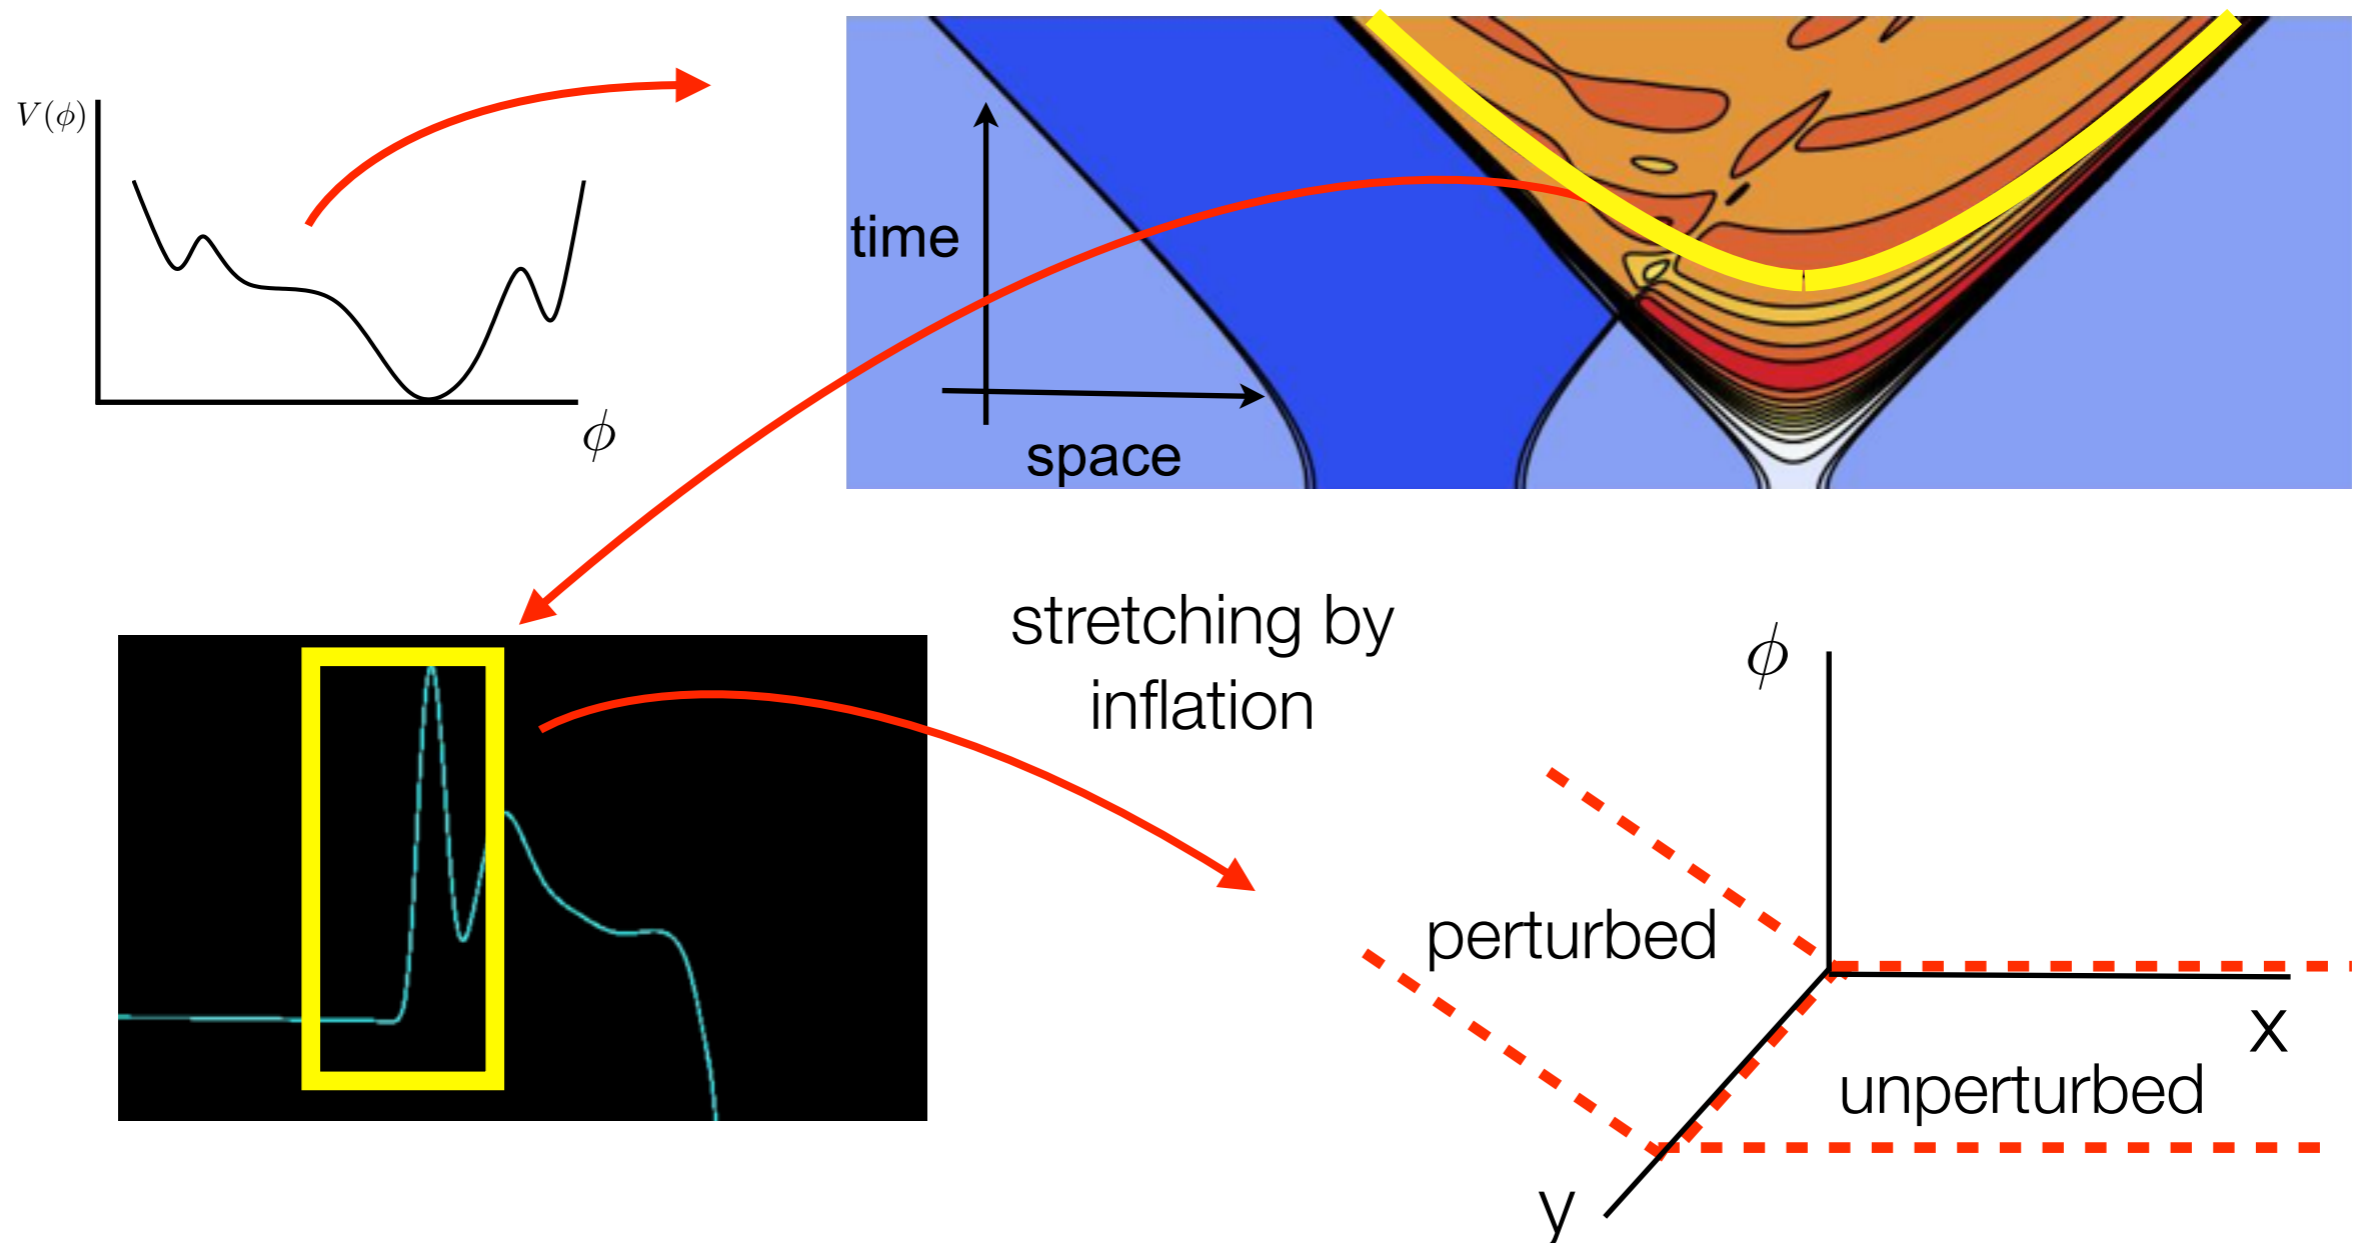 V(ϕ)
ϕ
time
space
stretching by
inflation
ϕ
perturbed
x
unperturbed
y